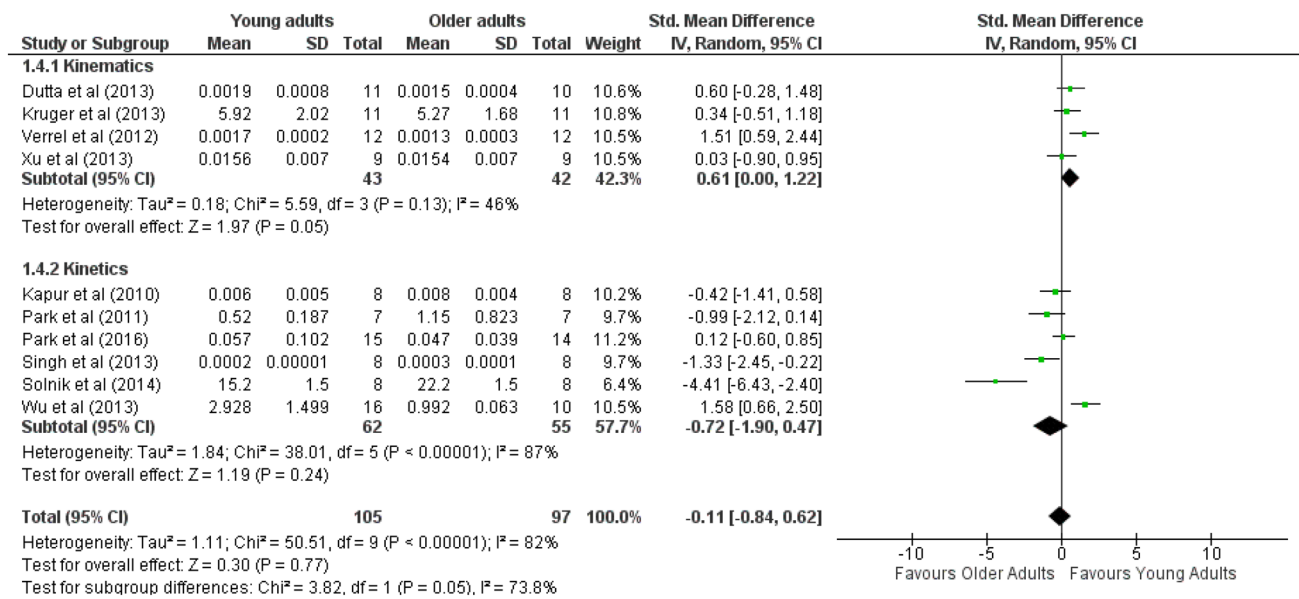 Young adults Older adults Std. Mean Difference Std. Mean Difference
Study or Subgroup Mean SD Total Mean SD Total Weight IV, Random, 95% CI IV, Random, 95% CI
1.4.1 Kinematics
Dutta et al (2013) 0.0019 0.0008 11 0.0015 0.0004 10 10.6% 0.60 [-0.28, 1.48]
Kruger et al (2013) 5.92 2.02 11 5.27 1.68 11 10.8% 0.34 [-0.51, 1.18]
Verrel et al (2012) 0.0017 0.0002 12 0.0013 0.0003 12 10.5% 1.51 [0.59, 2.44]
Xu et al (2013) 0.0156 0.007 9 0.0154 0.007 9 10.5% 0.03 [-0.90, 0.95]
Subtotal (95% CI) 43 42 42.3% 0.61 [0.00, 1.22]
Heterogeneity: Tau² = 0.18; Chi² = 5.59, df = 3 (P = 0.13); I² = 46%
Test for overall effect: Z = 1.97 (P = 0.05)
1.4.2 Kinetics
Kapur et al (2010) 0.006 0.005 8 0.008 0.004 8 10.2% -0.42 [-1.41, 0.58]
Park et al (2011) 0.52 0.187 7 1.15 0.823 7 9.7% -0.99 [-2.12, 0.14]
Park et al (2016) 0.057 0.102 15 0.047 0.039 14 11.2% 0.12 [-0.60, 0.85]
Singh et al (2013) 0.0002 0.00001 8 0.0003 0.0001 8 9.7% -1.33 [-2.45, -0.22]
Solnik et al (2014) 15.2 1.5 8 22.2 1.5 8 6.4% -4.41 [-6.43, -2.40]
Wu et al (2013) 2.928 1.499 16 0.992 0.063 10 10.5% 1.58 [0.66, 2.50]
Subtotal (95% CI) 62 55 57.7% -0.72 [-1.90, 0.47]
Heterogeneity: Tau² = 1.84; Chi² = 38.01, df = 5 (P < 0.00001); I² = 87%
Test for overall effect: Z = 1.19 (P = 0.24)
Total (95% CI) 105 97 100.0% -0.11 [-0.84, 0.62]
Heterogeneity: Tau² = 1.11; Chi² = 50.51, df = 9 (P < 0.00001); I² = 82%
Test for overall effect: Z = 0.30 (P = 0.77)
Test for subgroup differences: Chi² = 3.82, df = 1 (P = 0.05), I² = 73.8%
-10 -5 0 5 10
Favours Older Adults Favours Young Adults